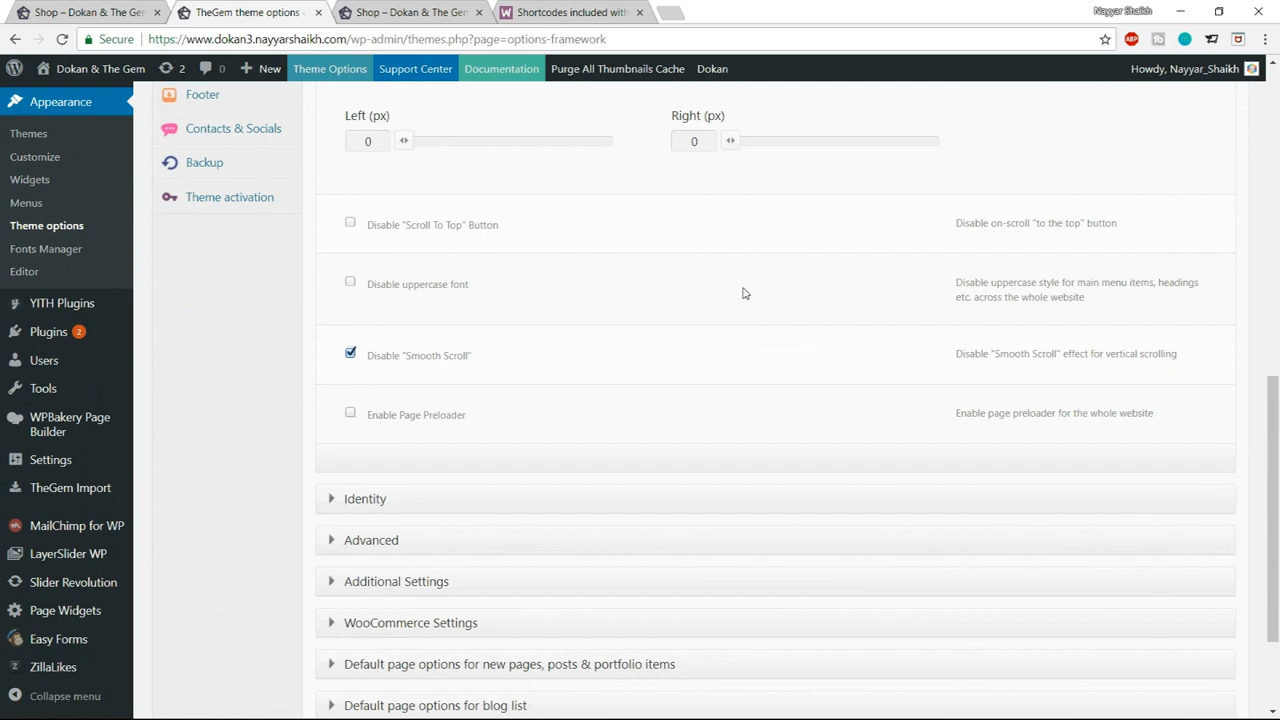 Shop – Dokan & The Gem
TheGem theme options
Shop – Dokan & The Gem
Shortcodes included with
Nayyar Shaikh
Secure
https://www.dokan3.nayyarshaikh.com/wp-admin/themes.php?page=options-framework
Dokan & The Gem
2
0
New
Theme Options
Support Center
Documentation
Purge All Thumbnails Cache
Dokan
Howdy, Nayyar_Shaikh
Appearance
Themes
Customize
Widgets
Menus
Theme options
Fonts Manager
Editor
YITH Plugins
Plugins 2
Users
Tools
WPBakery Page
Builder
Settings
TheGem Import
MailChimp for WP
LayerSlider WP
Slider Revolution
Page Widgets
Easy Forms
ZillaLikes
Collapse menu
Footer
Contacts & Socials
Backup
Theme activation
Left (px)
0
Right (px)
0
Disable "Scroll To Top" Button
Disable on-scroll "to the top" button
Disable uppercase font
Disable uppercase style for main menu items, headings
etc. across the whole website
Disable "Smooth Scroll"
Disable "Smooth Scroll" effect for vertical scrolling
Enable Page Preloader
Enable page preloader for the whole website
Identity
Advanced
Additional Settings
WooCommerce Settings
Default page options for new pages, posts & portfolio items
Default page options for blog list